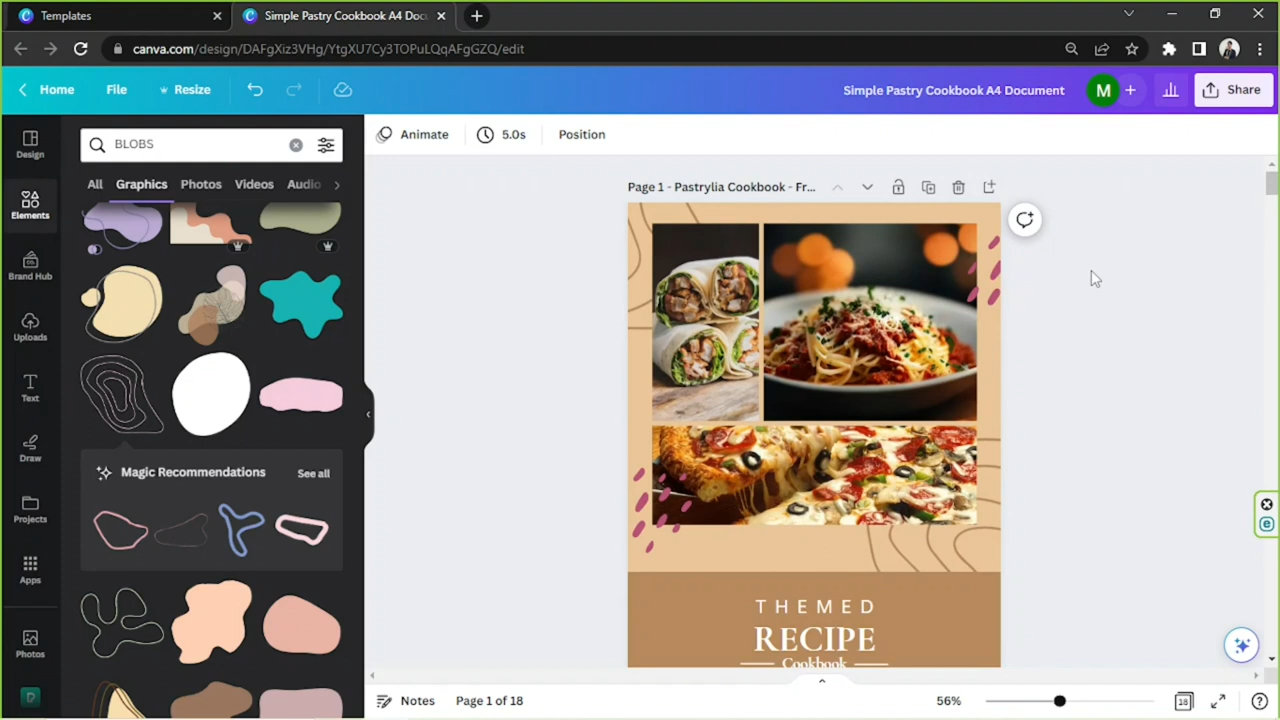 Templates
Simple Pastry Cookbook A4 Docu
canva.com/design/DAFgXiz3VHg/YtgXU7Cy3TOPuLQqAFgGZQ/edit
Home
File
Resize
Simple Pastry Cookbook A4 Document
M
Share
Design
Elements
Brand Hub
Uploads
Text
Draw
Projects
Apps
Photos
BLOBS
All
Graphics
Photos
Videos
Audio
Magic Recommendations
See all
Animate
5.0s
Position
Page 1 - Pastrylia Cookbook - Fr...
THEMED
RECIPE
Cookbook
Notes
Page 1 of 18
56%
18